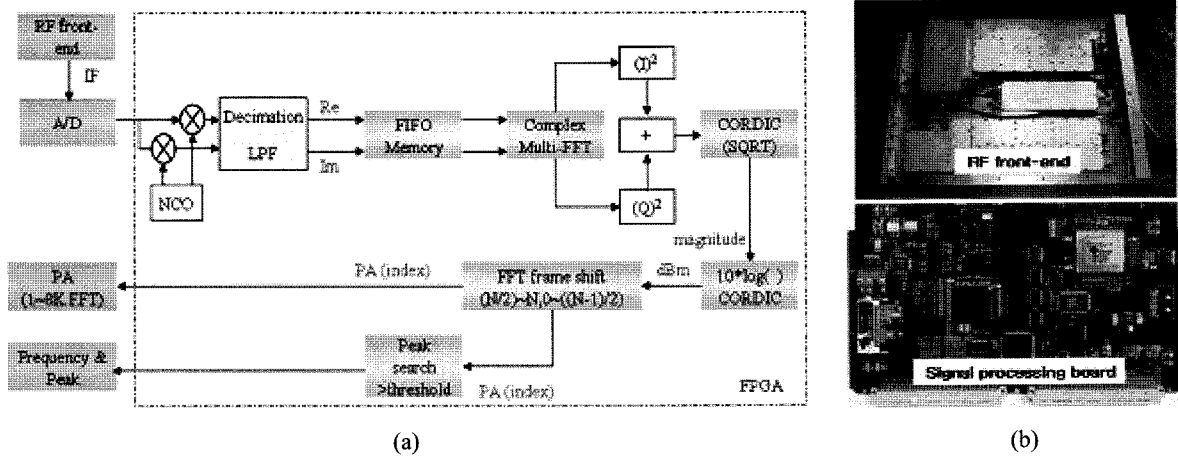 RF front-
end
IF
A/D
NCO
Decimation
LPF
Re
Im
FIFO
Memory
Complex
Multi-FFT
(I)²
+
(Q)²
CORDIC
(SQRT)
magnitude
10*log( )
CORDIC
dBm
FFT frame shift
(N/2)~N,0~((N-1)/2)
PA (index)
PA
(1~8K FFT)
Peak
search
>threshold
PA (index)
Frequency &
Peak
FPGA
(a)
RF front-end
Signal processing board
(b)